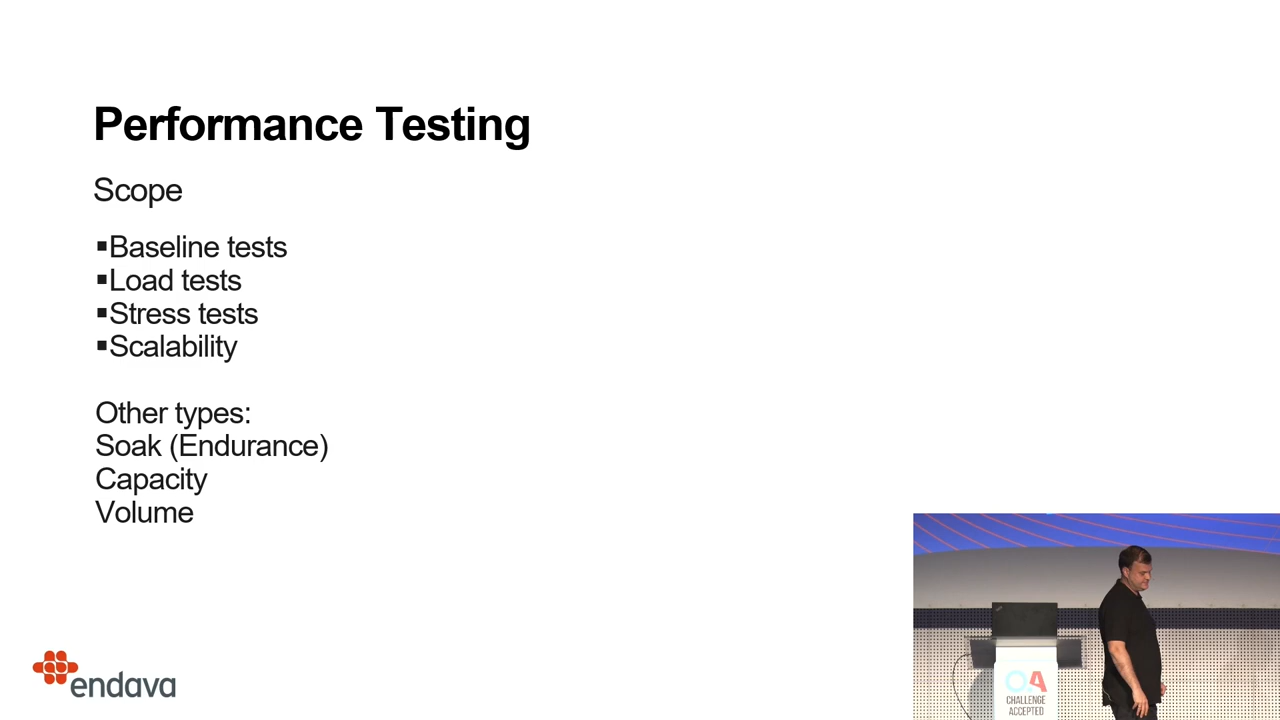 Performance Testing
Scope
▪Baseline tests
▪Load tests
▪Stress tests
▪Scalability
Other types:
Soak (Endurance)
Capacity
Volume
endava
QA
CHALLENGE
ACCEPTED